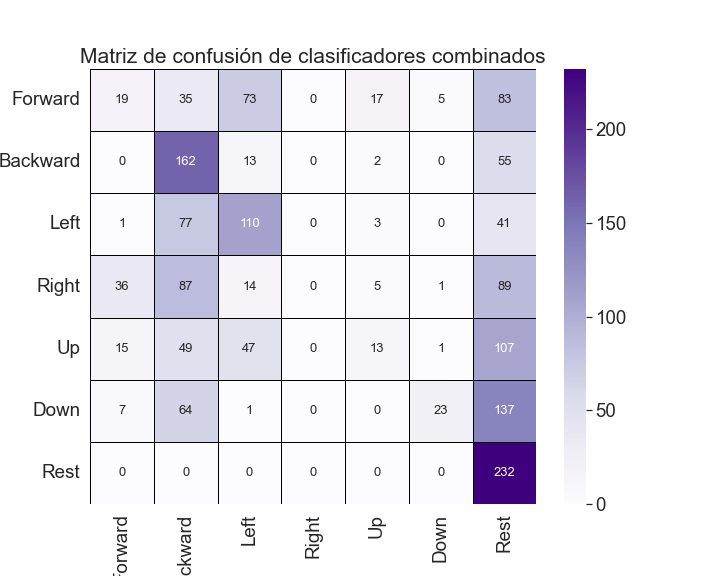 Matriz de confusión de clasificadores combinados
Forward 19 35 73 0 17 5 83
Backward 0 162 13 0 2 0 55
Left 1 77 110 0 3 0 41
Right 36 87 14 0 5 1 89
Up 15 49 47 0 13 1 107
Down 7 64 1 0 0 23 137
Rest 0 0 0 0 0 0 232
Forward ckward Left Right Up Down Rest
200
150
100
50
0